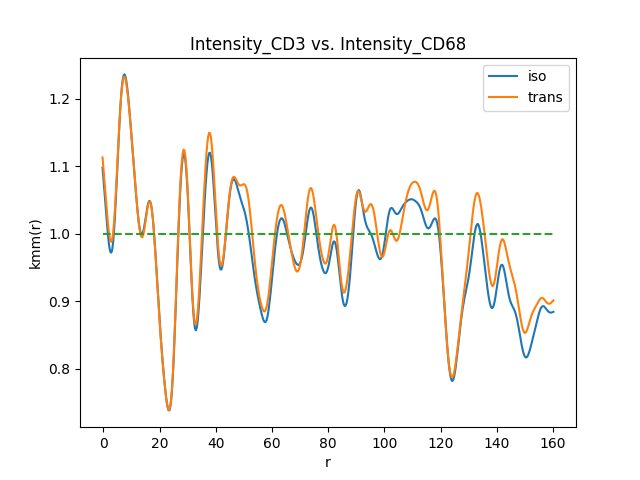 Intensity_CD3 vs. Intensity_CD68
iso
trans
kmm(r)
1.2
1.1
1.0
0.9
0.8
0 20 40 60 80 100 120 140 160
r